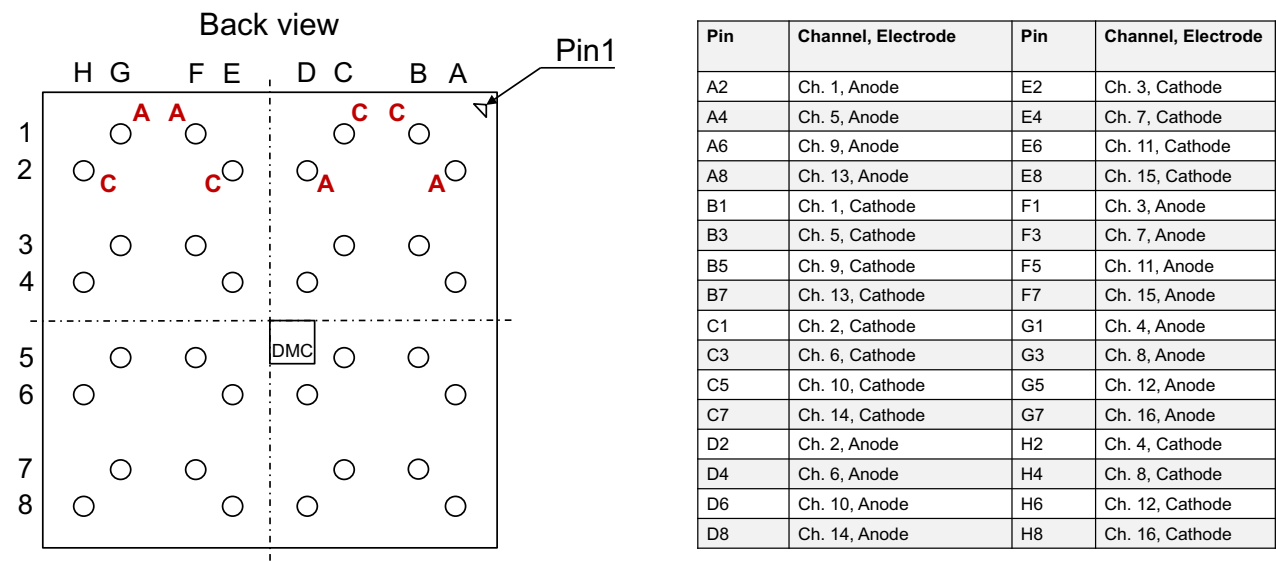 Back view
Pin1
H G F E D C B A
A A C C
1
2
C C A A
3
4
5
DMC
6
7
8
Pin Channel, Electrode Pin Channel, Electrode
A2 Ch. 1, Anode E2 Ch. 3, Cathode
A4 Ch. 5, Anode E4 Ch. 7, Cathode
A6 Ch. 9, Anode E6 Ch. 11, Cathode
A8 Ch. 13, Anode E8 Ch. 15, Cathode
B1 Ch. 1, Cathode F1 Ch. 3, Anode
B3 Ch. 5, Cathode F3 Ch. 7, Anode
B5 Ch. 9, Cathode F5 Ch. 11, Anode
B7 Ch. 13, Cathode F7 Ch. 15, Anode
C1 Ch. 2, Cathode G1 Ch. 4, Anode
C3 Ch. 6, Cathode G3 Ch. 8, Anode
C5 Ch. 10, Cathode G5 Ch. 12, Anode
C7 Ch. 14, Cathode G7 Ch. 16, Anode
D2 Ch. 2, Anode H2 Ch. 4, Cathode
D4 Ch. 6, Anode H4 Ch. 8, Cathode
D6 Ch. 10, Anode H6 Ch. 12, Cathode
D8 Ch. 14, Anode H8 Ch. 16, Cathode